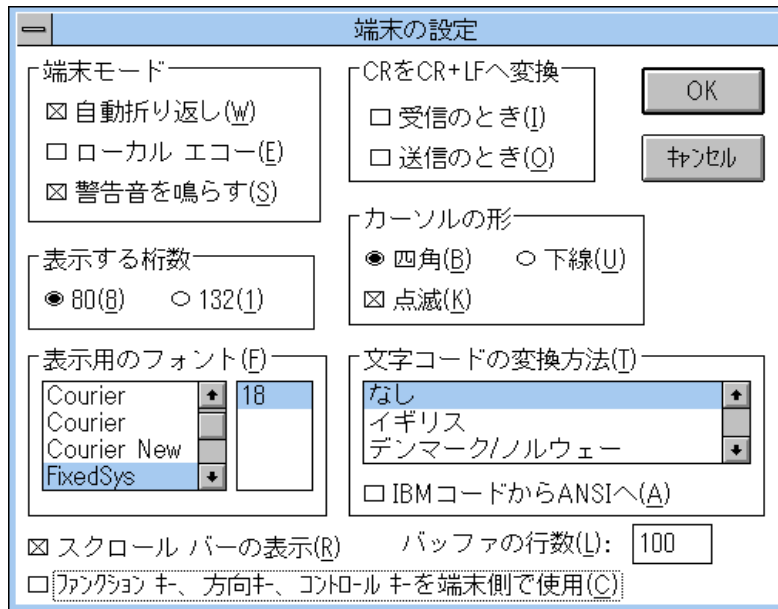 端末の設定
端末モード
自動折り返し(W)
ローカル エコー(E)
警告音を鳴らす(S)
CRをCR+LFへ変換
受信のとき(I)
送信のとき(O)
OK
ｷｬﾝｾﾙ
表示する桁数
80(8) 132(1)
カーソルの形
四角(B) 下線(U)
点滅(K)
表示用のフォント(F)
Courier
Courier
Courier New
FixedSys
18
文字コードの変換方法(T)
なし
イギリス
デンマーク/ノルウェー
IBMコードからANSIへ(A)
スクロール バーの表示(R)
バッファの行数(L): 100
ﾌｧﾝｸｼｮﾝ ｷｰ、方向ｷｰ、ｺﾝﾄﾛｰﾙ ｷｰを端末側で使用(C)